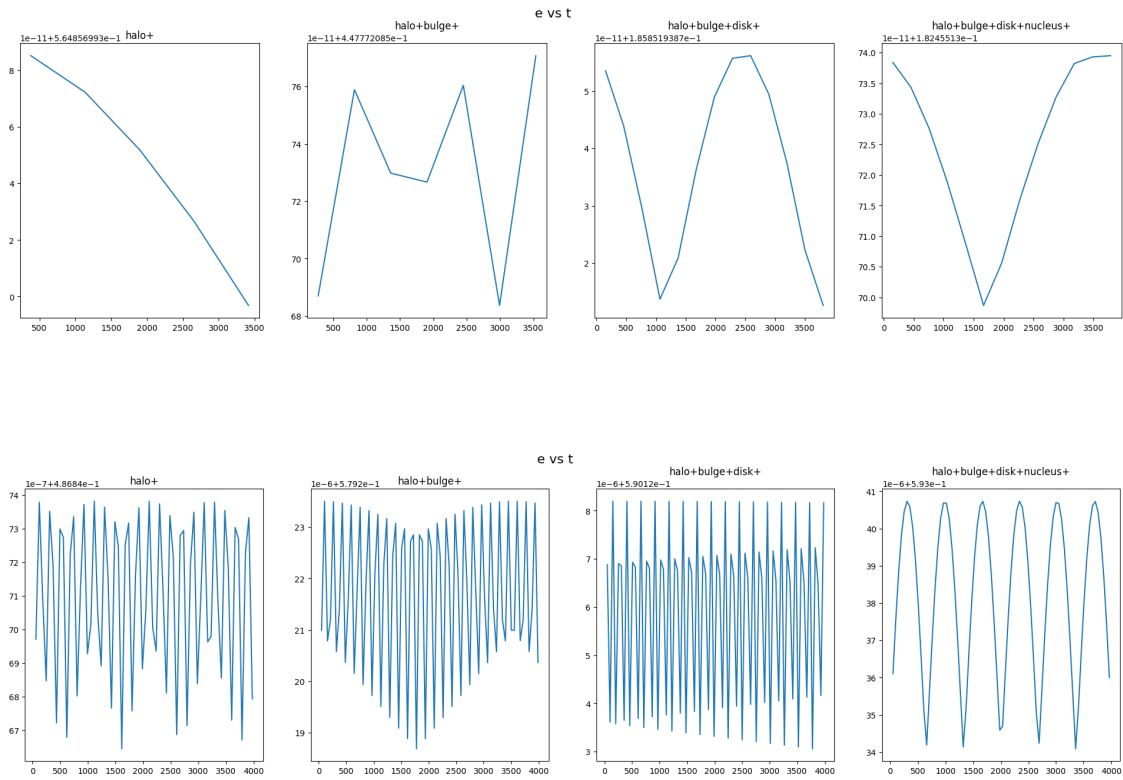 e vs t
halo+
halo+bulge+
halo+bulge+disk+
halo+bulge+disk+nucleus+
1e-11+5.64856993e-1
1e-11+4.47772085e-1
1e-11+1.858519387e-1
1e-11+1.8245513e-1
8
6
4
2
0
500 1000 1500 2000 2500 3000 3500
76
74
72
70
68
500 1000 1500 2000 2500 3000 3500
5
4
3
2
0 500 1000 1500 2000 2500 3000 3500
74.0
73.5
73.0
72.5
72.0
71.5
71.0
70.5
70.0
0 500 1000 1500 2000 2500 3000 3500
e vs t
halo+
halo+bulge+
halo+bulge+disk+
halo+bulge+disk+nucleus+
1e-7+4.8684e-1
1e-6+5.792e-1
1e-6+5.9012e-1
1e-6+5.93e-1
74
73
72
71
70
69
68
67
0 500 1000 1500 2000 2500 3000 3500 4000
23
22
21
20
19
0 500 1000 1500 2000 2500 3000 3500 4000
8
7
6
5
4
3
0 500 1000 1500 2000 2500 3000 3500 4000
41
40
39
38
37
36
35
34
0 500 1000 1500 2000 2500 3000 3500 4000